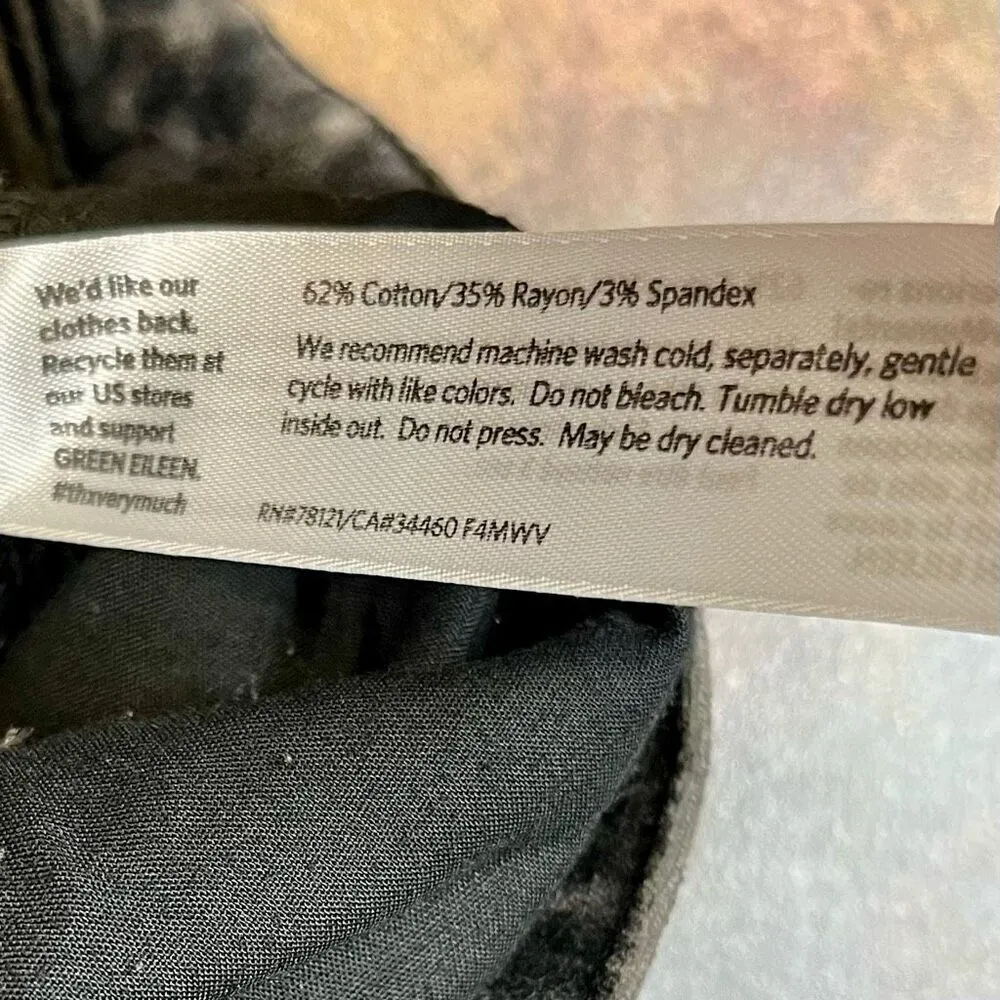 We'd like our
clothes back.
Recycle them at
our US stores
and support
GREEN EILEEN.
#thxverymuch
62% Cotton/35% Rayon/3% Spandex
We recommend machine wash cold, separately, gentle
cycle with like colors. Do not bleach. Tumble dry low
inside out. Do not press. May be dry cleaned.
RN#78121/CA#34460 F4MWV